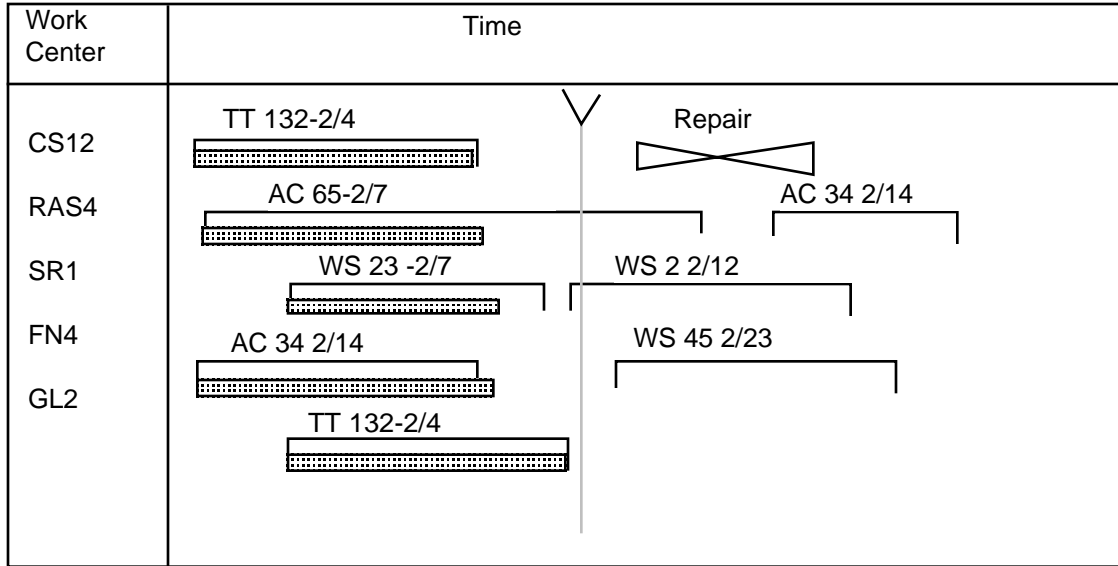 Work
Center
Time
TT 132-2/4
Repair
CS12
AC 65-2/7
AC 34 2/14
RAS4
WS 23 -2/7
WS 2 2/12
SR1
FN4
AC 34 2/14
WS 45 2/23
GL2
TT 132-2/4